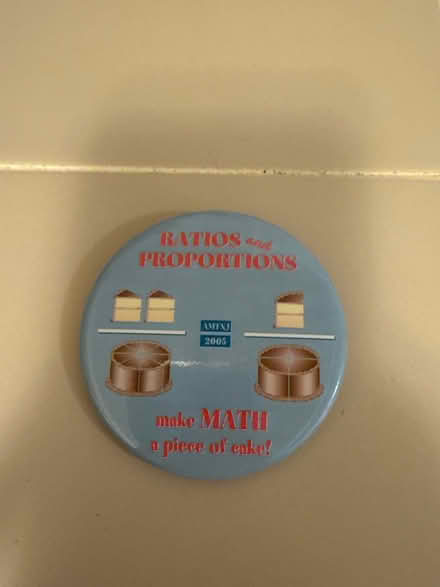 RATIOS and
PROPORTIONS
AMTNJ
2005
make MATH
a piece of cake!